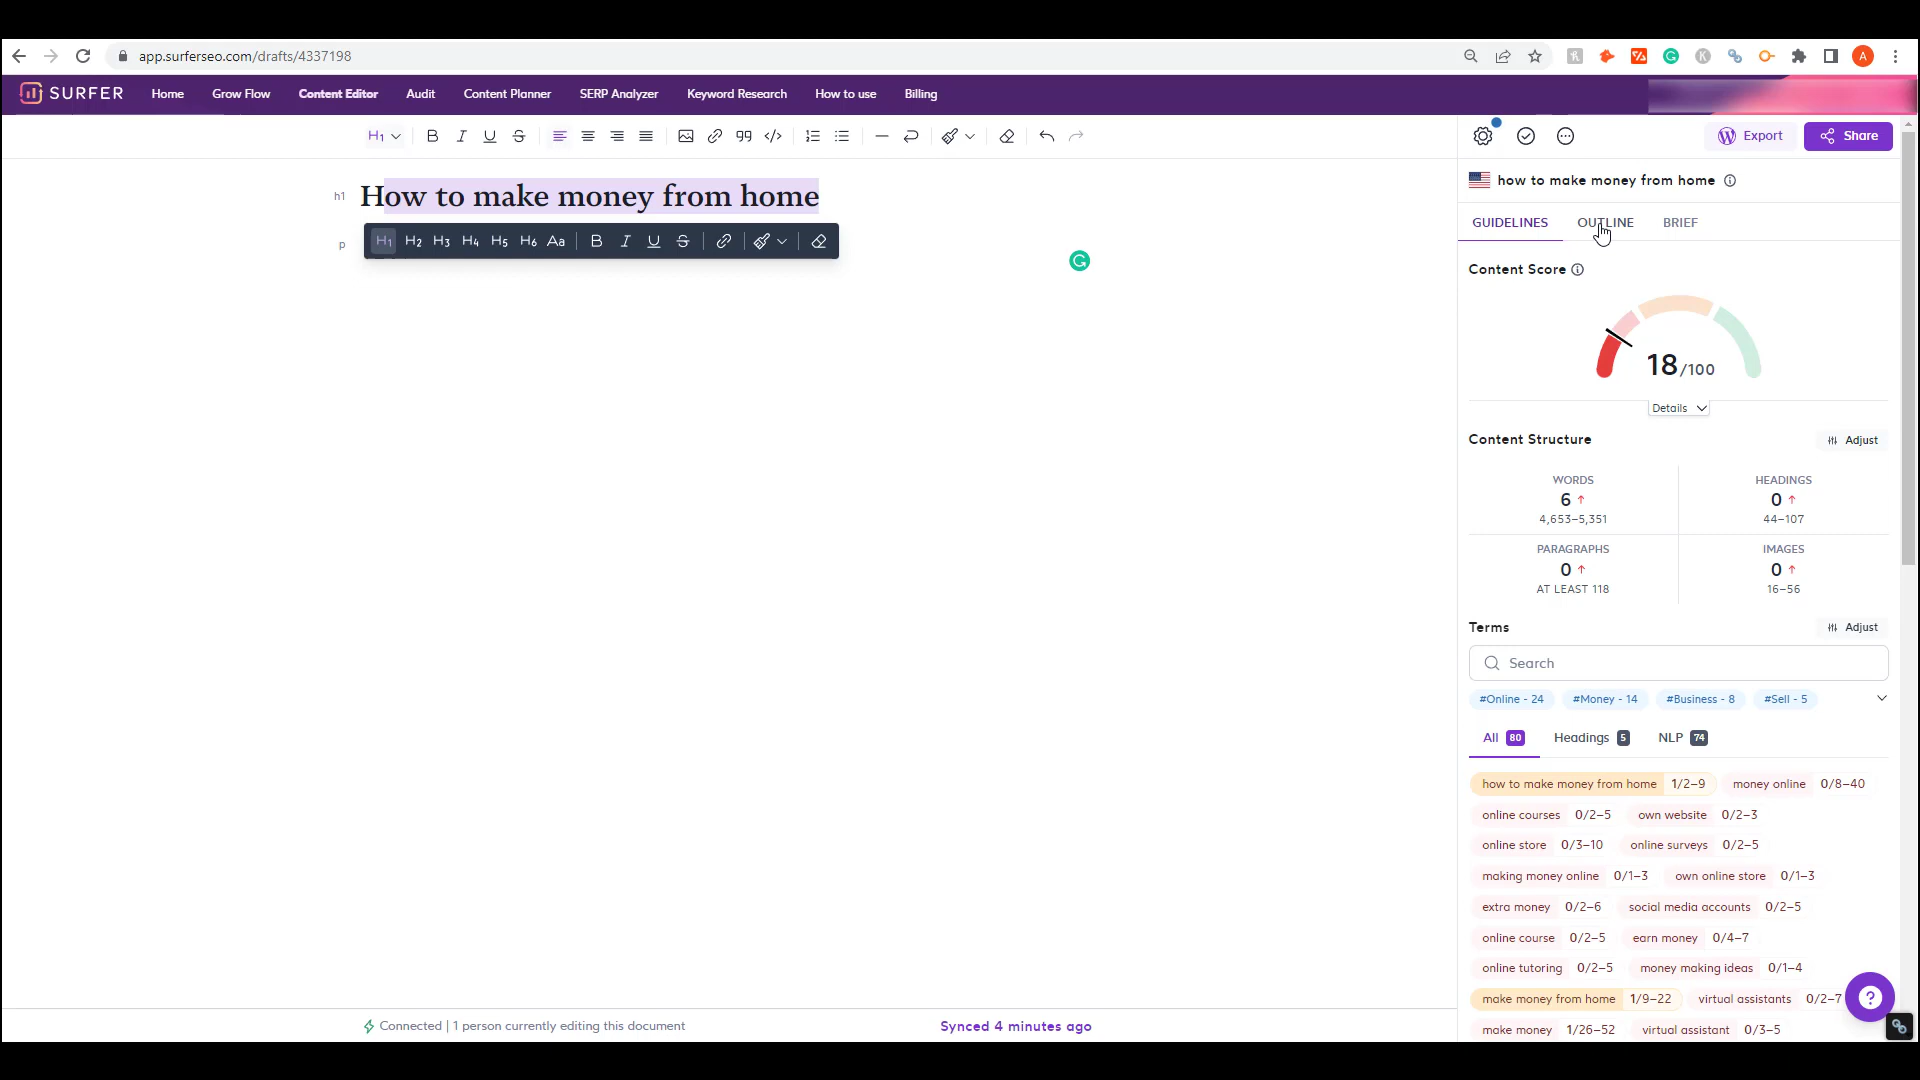 app.surferseo.com/drafts/4337198
A
SURFER
Home
Grow Flow
Content Editor
Audit
Content Planner
SERP Analyzer
Keyword Research
How to use
Billing
H1
B
I
U
S
Export
Share
h1
How to make money from home
p
H1 H2 H3 H4 H5 H6 Aa B I U S
how to make money from home
GUIDELINES
OUTLINE
BRIEF
Content Score
18/100
Details
Content Structure
Adjust
WORDS
6
4,653–5,351
HEADINGS
0
44–107
PARAGRAPHS
0
AT LEAST 118
IMAGES
0
16–56
Terms
Adjust
Search
#Online - 24
#Money - 14
#Business - 8
#Sell - 5
All 80
Headings 5
NLP 74
how to make money from home 1/2–9
money online 0/8–40
online courses 0/2–5
own website 0/2–3
online store 0/3–10
online surveys 0/2–5
making money online 0/1–3
own online store 0/1–3
extra money 0/2–6
social media accounts 0/2–5
online course 0/2–5
earn money 0/4–7
online tutoring 0/2–5
money making ideas 0/1–4
make money from home 1/9–22
virtual assistants 0/2–7
make money 1/26–52
virtual assistant 0/3–5
?
Connected | 1 person currently editing this document
Synced 4 minutes ago